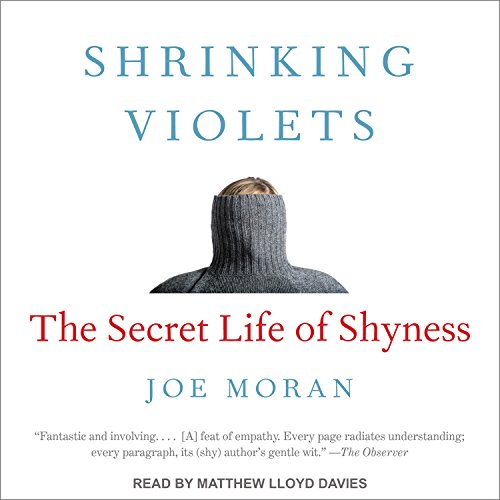 SHRINKING
VIOLETS
The Secret Life of Shyness
JOE MORAN
“Fantastic and involving. . . . [A] feat of empathy. Every page radiates understanding;
every paragraph, its (shy) author’s gentle wit.” —The Observer
READ BY MATTHEW LLOYD DAVIES